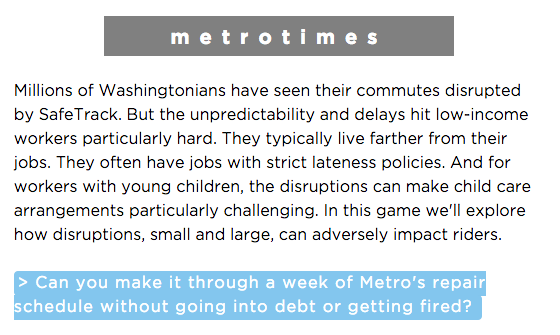 metrotimes
Millions of Washingtonians have seen their commutes disrupted
by SafeTrack. But the unpredictability and delays hit low-income
workers particularly hard. They typically live farther from their
jobs. They often have jobs with strict lateness policies. And for
workers with young children, the disruptions can make child care
arrangements particularly challenging. In this game we'll explore
how disruptions, small and large, can adversely impact riders.
> Can you make it through a week of Metro's repair
schedule without going into debt or getting fired?